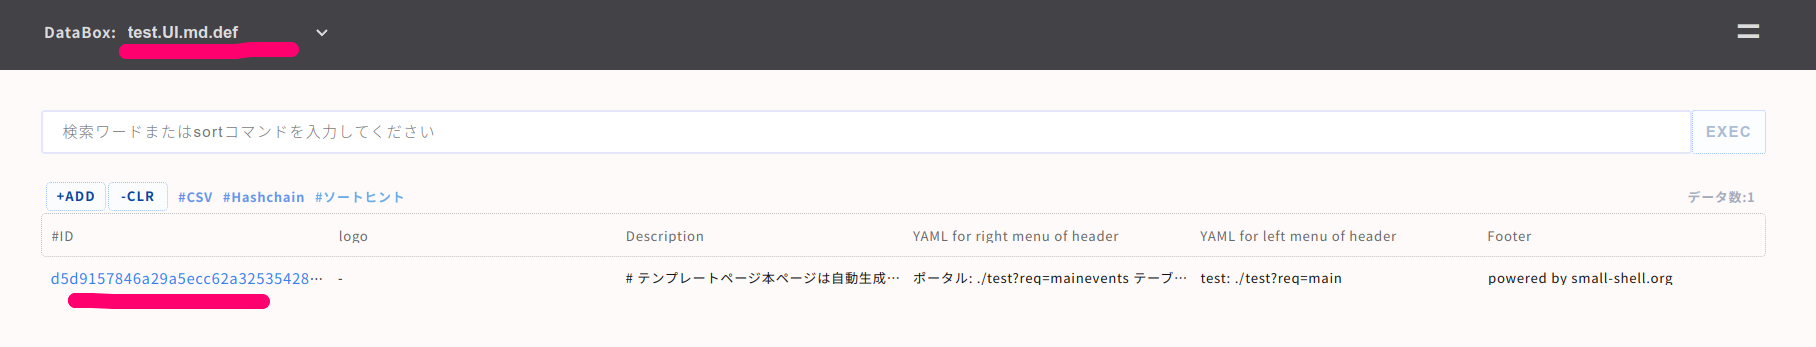 DataBox: test.UI.md.def
検索ワードまたはsortコマンドを入力してください EXEC
+ADD -CLR #CSV #Hashchain #ソートヒント データ数:1
#ID logo Description YAML for right menu of header YAML for left menu of header Footer
d5d9157846a29a5ecc62a32535428… - # テンプレートページ本ページは自動生成… ポータル: ./test?req=mainevents テーブ… test: ./test?req=main powered by small-shell.org